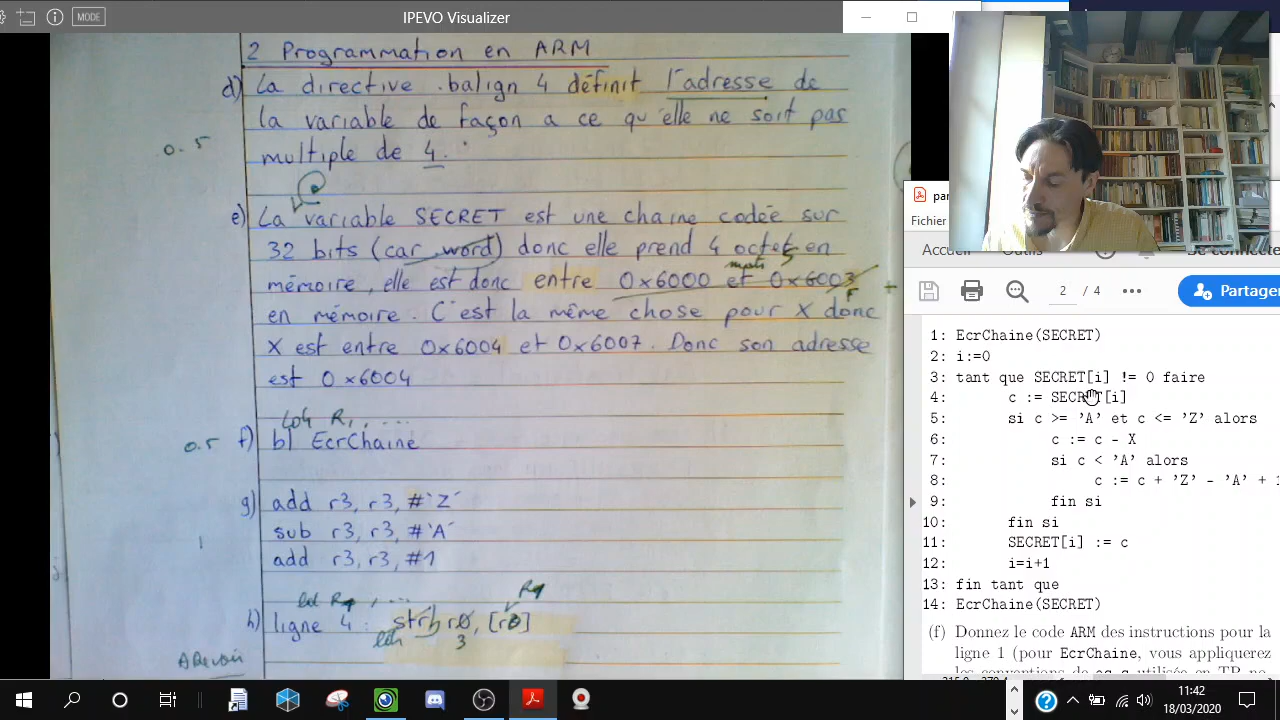 IPEVO Visualizer
MODE
2 Programmation en ARM
d) La directive .balign 4 définit l'adresse de
la variable de façon a ce qu'elle ne soit pas
0.5
multiple de 4.
e) La variable SECRET est une chaine codée sur
32 bits (car .word) donc elle prend 4 octets en
mémoire, elle est donc entre 0x6000 et 0x6003
en mémoire. C'est la même chose pour X donc
X est entre 0x6004 et 0x6007. Donc son adresse
est 0x6004
R1, ....
0.5
f) bl EcrChaine
g) add r3, r3, #'Z'
sub r3, r3, #'A'
1
add r3, r3, #1
h) ligne 4 : strb r0, [r0]
3
A Revoir
Fichier
Accueil
Outils
Se connecter
2 / 4
Partager
1: EcrChaine(SECRET)
2: i:=0
3: tant que SECRET[i] != 0 faire
4: c := SECRET[i]
5: si c >= 'A' et c <= 'Z' alors
6: c := c - X
7: si c < 'A' alors
8: c := c + 'Z' - 'A' + 1
9: fin si
10: fin si
11: SECRET[i] := c
12: i=i+1
13: fin tant que
14: EcrChaine(SECRET)
(f) Donnez le code ARM des instructions pour la
ligne 1 (pour EcrChaine, vous appliquerez
11:42
18/03/2020